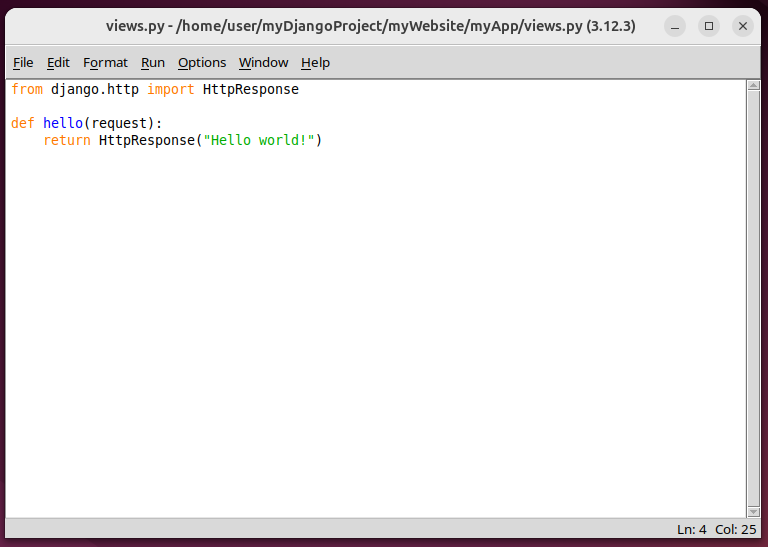 views.py - /home/user/myDjangoProject/myWebsite/myApp/views.py (3.12.3)
File Edit Format Run Options Window Help
from django.http import HttpResponse
def hello(request):
    return HttpResponse("Hello world!")
Ln: 4 Col: 25